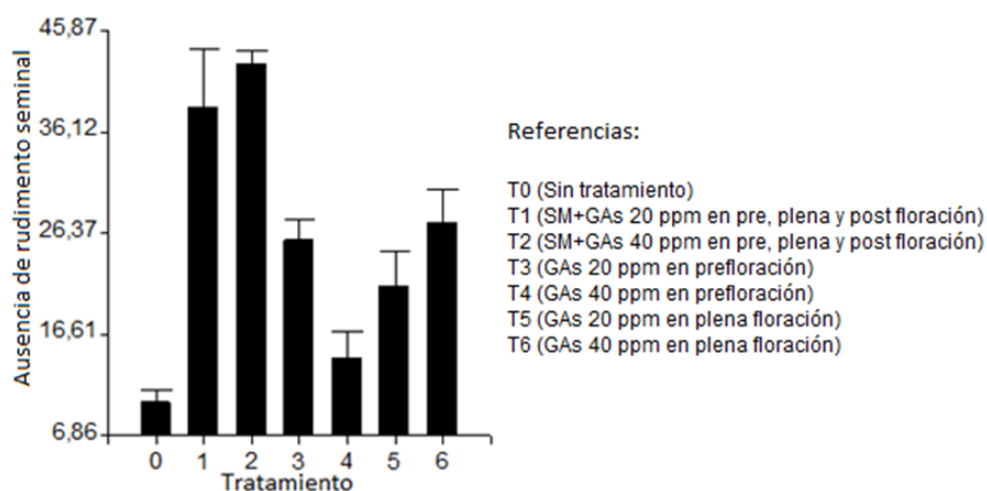 45,87
36,12
26,37
16,61
6,86
Ausencia de rudimento seminal
0 1 2 3 4 5 6
Tratamiento
Referencias:
T0 (Sin tratamiento)
T1 (SM+GAs 20 ppm en pre, plena y post floración)
T2 (SM+GAs 40 ppm en pre, plena y post floración)
T3 (GAs 20 ppm en prefloración)
T4 (GAs 40 ppm en prefloración)
T5 (GAs 20 ppm en plena floración)
T6 (GAs 40 ppm en plena floración)